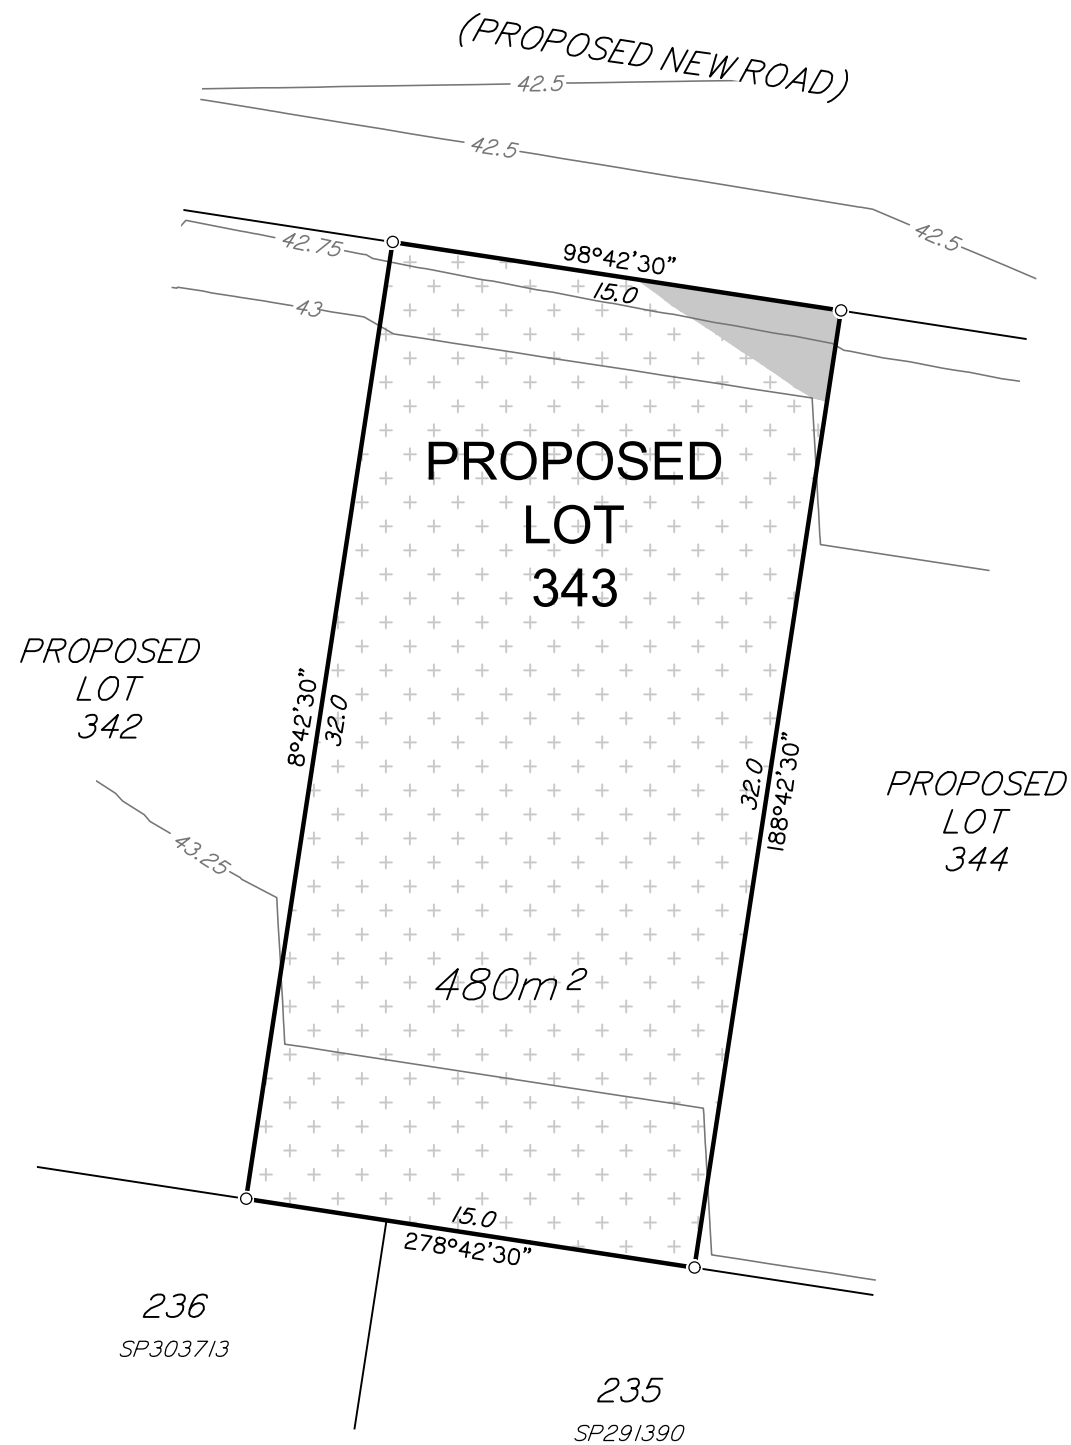 (PROPOSED NEW ROAD)
42.5
42.5
42.5
42.75
98°42'30"
15.0
43
PROPOSED
LOT
343
PROPOSED
LOT
342
8°42'30"
32.0
32.0
188°42'30"
PROPOSED
LOT
344
43.25
480m²
15.0
278°42'30"
236
SP303713
235
SP291390